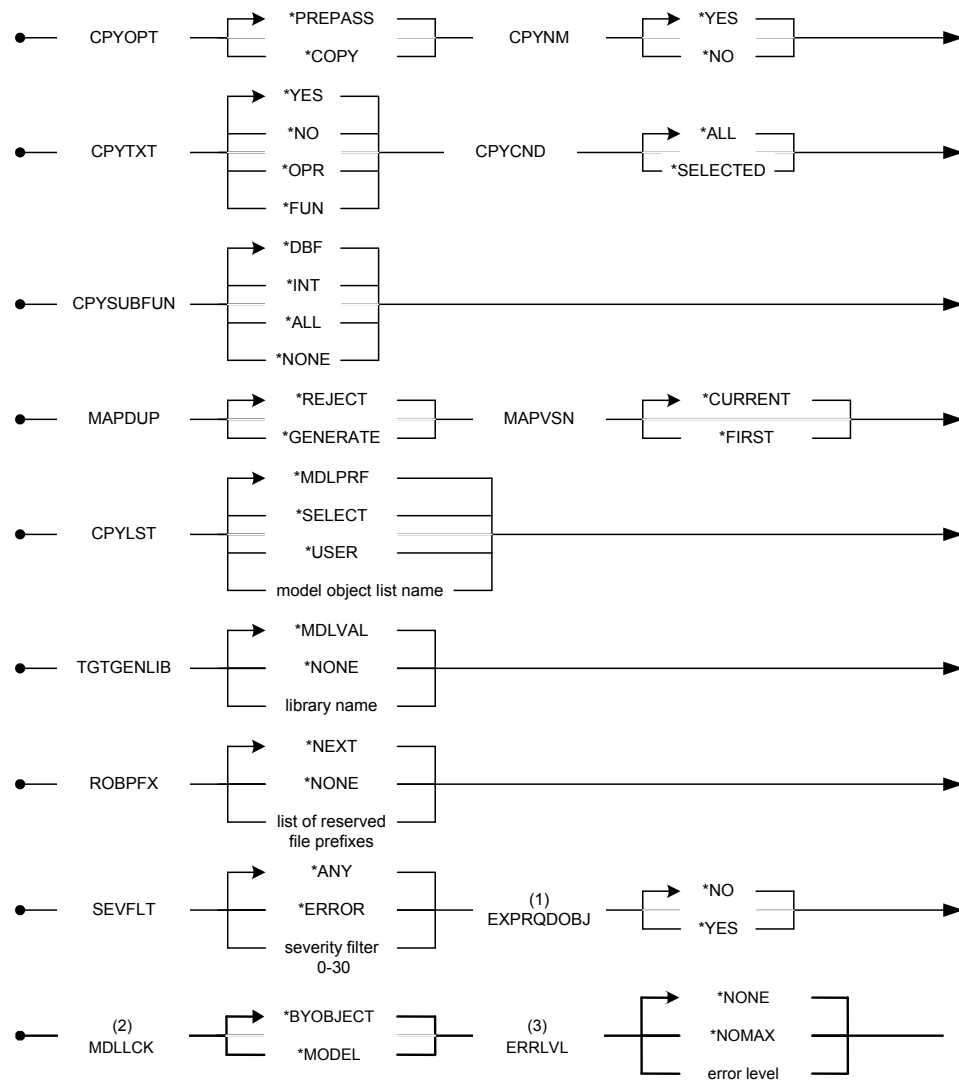 *PREPASS
*YES
CPYOPT
CPYNM
*COPY
*NO
*YES
*NO
*ALL
CPYTXT
CPYCND
*OPR
*SELECTED
*FUN
*DBF
*INT
CPYSUBFUN
*ALL
*NONE
*REJECT
*CURRENT
MAPDUP
MAPVSN
*GENERATE
*FIRST
*MDLPRF
*SELECT
CPYLST
*USER
model object list name
*MDLVAL
TGTGENLIB
*NONE
library name
*NEXT
ROBPFX
*NONE
list of reserved
file prefixes
*ANY
*NO
SEVFLT
*ERROR
(1)
EXPRQDOBJ
*YES
severity filter
0-30
*NONE
(2)
MDLLCK
*BYOBJECT
(3)
ERRLVL
*NOMAX
*MODEL
error level